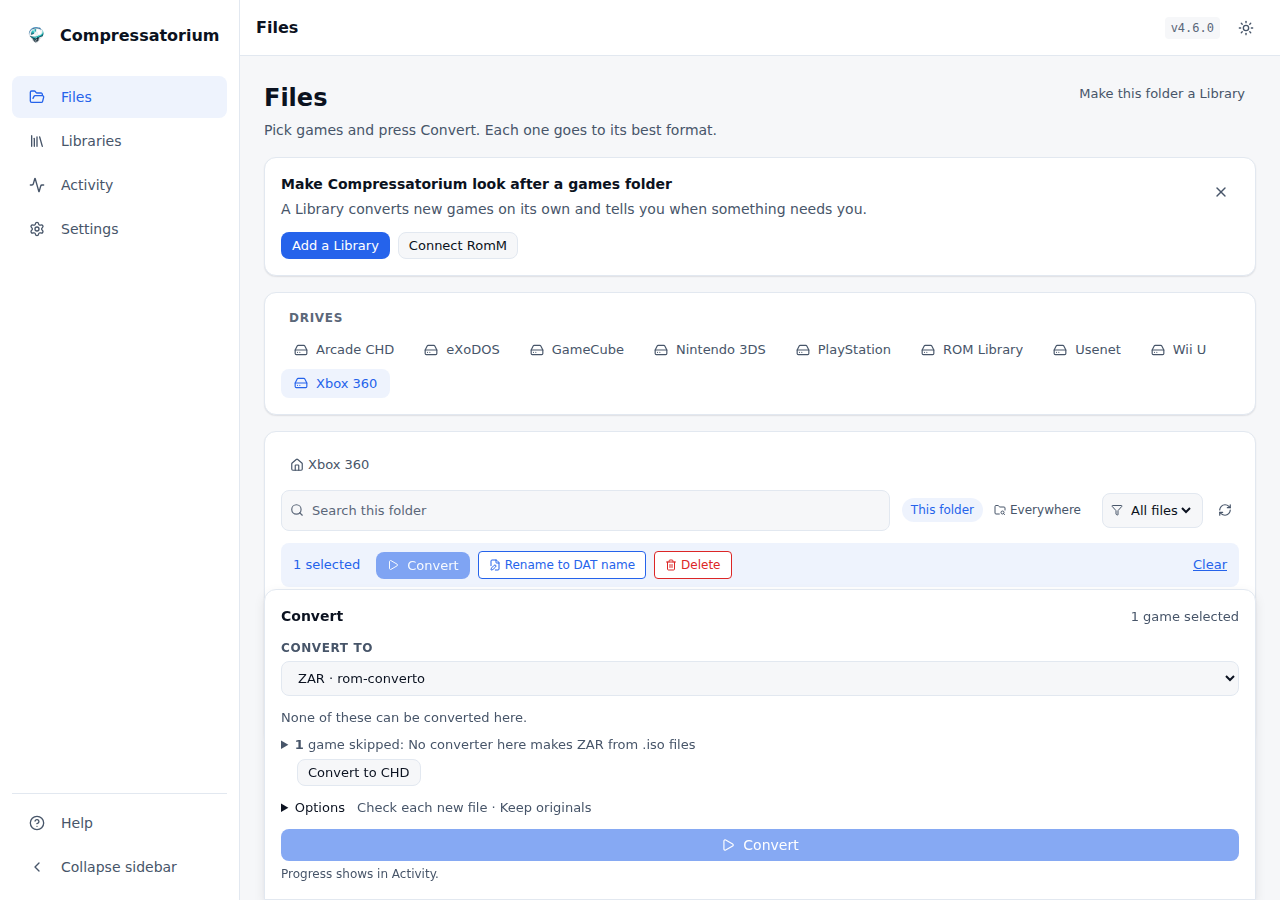 Compressatorium
Files
v4.6.0
Files
Libraries
Activity
Settings
Help
Collapse sidebar
Files
Make this folder a Library
Pick games and press Convert. Each one goes to its best format.
Make Compressatorium look after a games folder
A Library converts new games on its own and tells you when something needs you.
Add a Library
Connect RomM
DRIVES
Arcade CHD
eXoDOS
GameCube
Nintendo 3DS
PlayStation
ROM Library
Usenet
Wii U
Xbox 360
Xbox 360
Search this folder
This folder
Everywhere
All files
1 selected
Convert
Rename to DAT name
Delete
Clear
Convert
1 game selected
CONVERT TO
ZAR · rom-converto
None of these can be converted here.
1 game skipped: No converter here makes ZAR from .iso files
Convert to CHD
Options Check each new file · Keep originals
Convert
Progress shows in Activity.